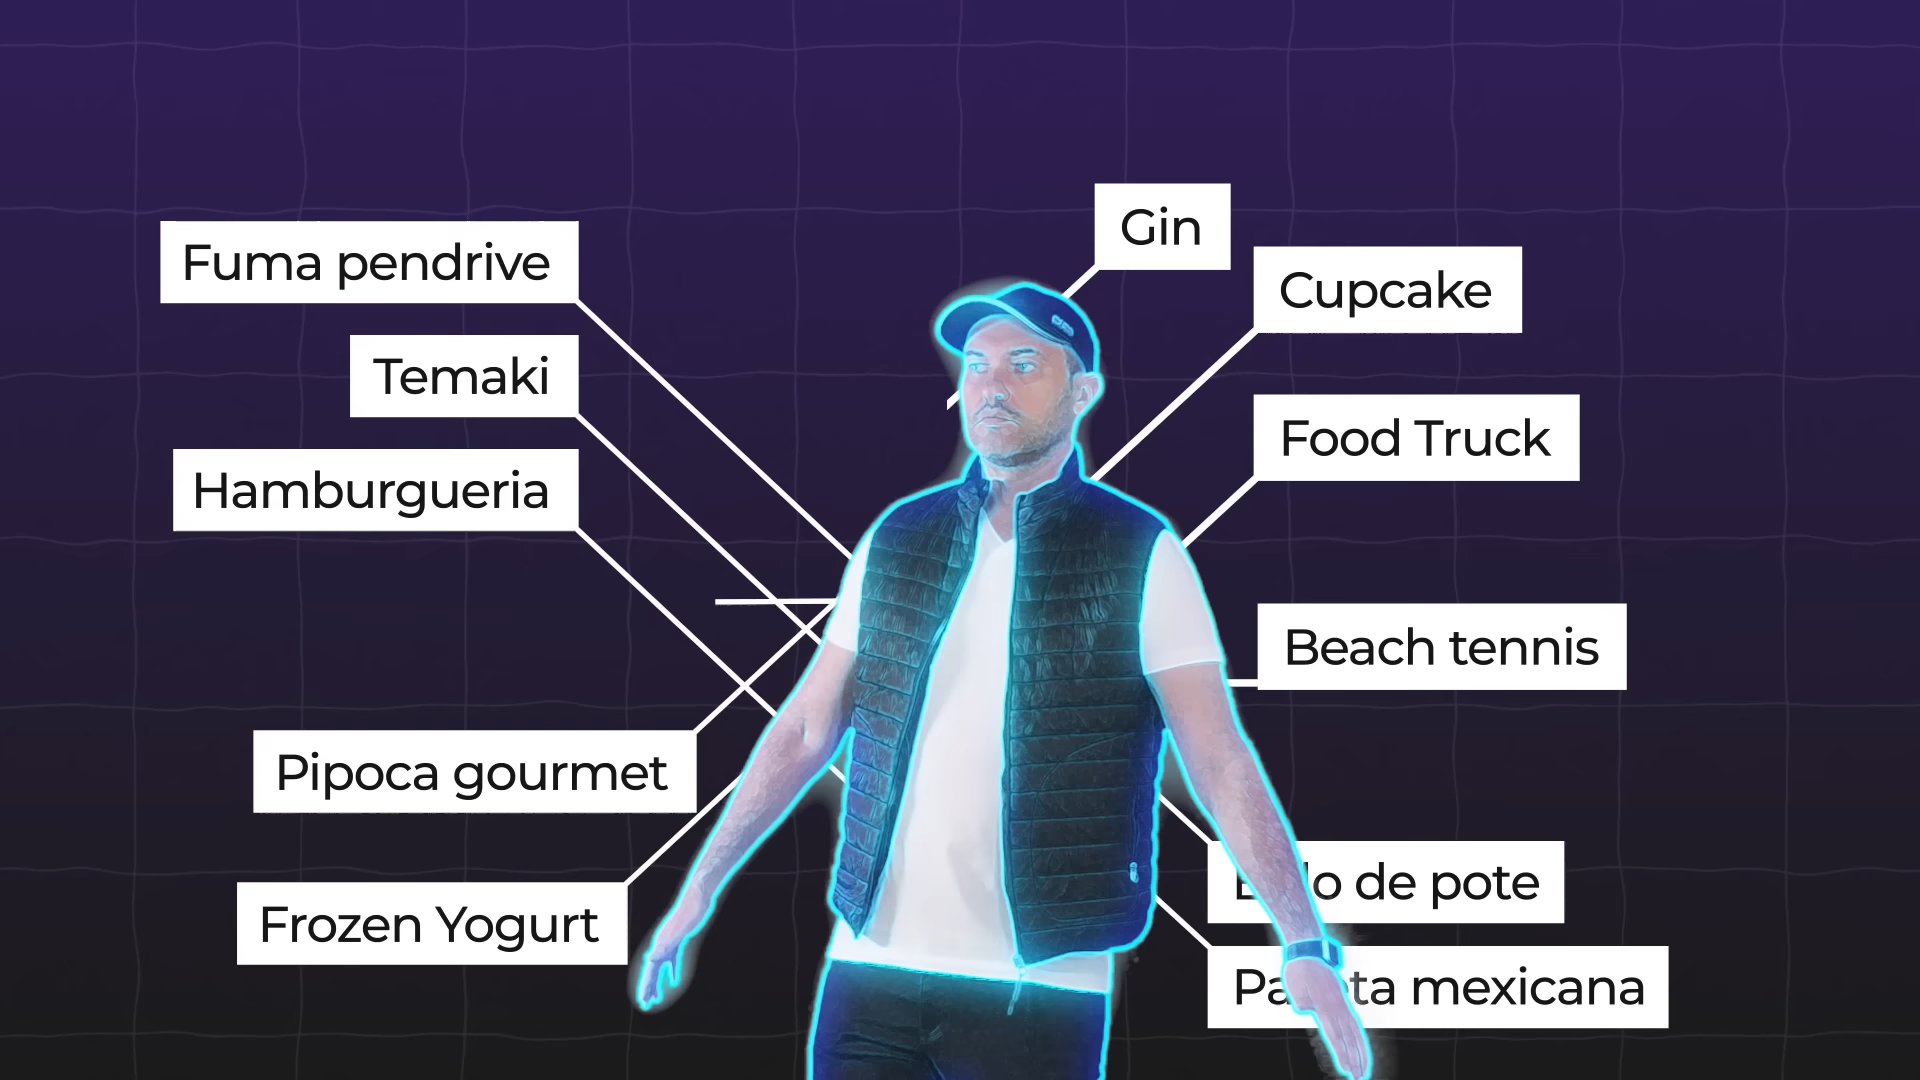 Fuma pendrive
Temaki
Hamburgueria
Pipoca gourmet
Frozen Yogurt
Gin
Cupcake
Food Truck
Beach tennis
de pote
mexicana